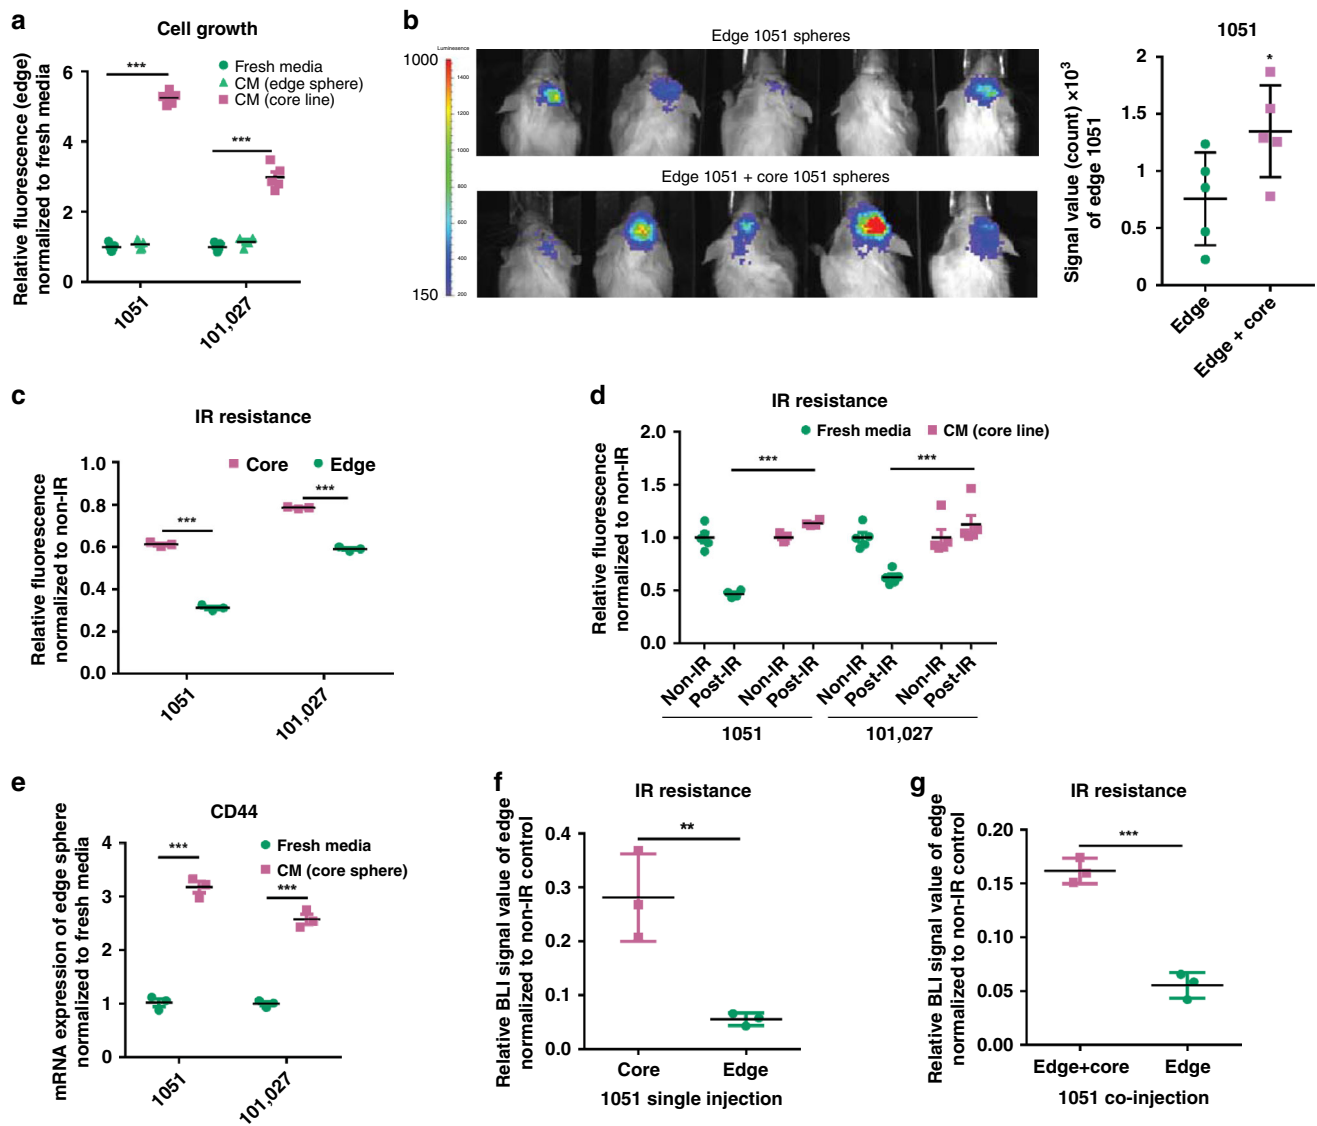 a
Cell growth
Relative fluorescence (edge)
normalized to fresh media
6
4
2
0
***
***
Fresh media
CM (edge sphere)
CM (core line)
1051
101,027
b
Edge 1051 spheres
Edge 1051 + core 1051 spheres
1000
150
Luminesence
1400
1200
1000
800
600
400
200
1051
Signal value (count) ×10³
of edge 1051
2
1.5
1
0.5
0
*
Edge
Edge + core
c
IR resistance
Relative fluorescence
normalized to non-IR
1.0
0.8
0.6
0.4
0.2
0.0
Core
Edge
***
***
1051
101,027
d
IR resistance
Relative fluorescence
normalized to non-IR
2.0
1.5
1.0
0.5
0.0
Fresh media
CM (core line)
***
***
Non-IR
Post-IR
Non-IR
Post-IR
Non-IR
Post-IR
Non-IR
Post-IR
1051
101,027
e
CD44
mRNA expression of edge sphere
normalized to fresh media
4
3
2
1
0
Fresh media
CM (core sphere)
***
***
1051
101,027
f
IR resistance
Relative BLI signal value of edge
normalized to non-IR control
0.4
0.3
0.2
0.1
0.0
**
Core
Edge
1051 single injection
g
IR resistance
Relative BLI signal value of edge
normalized to non-IR control
0.20
0.15
0.10
0.05
0.00
***
Edge+core
Edge
1051 co-injection